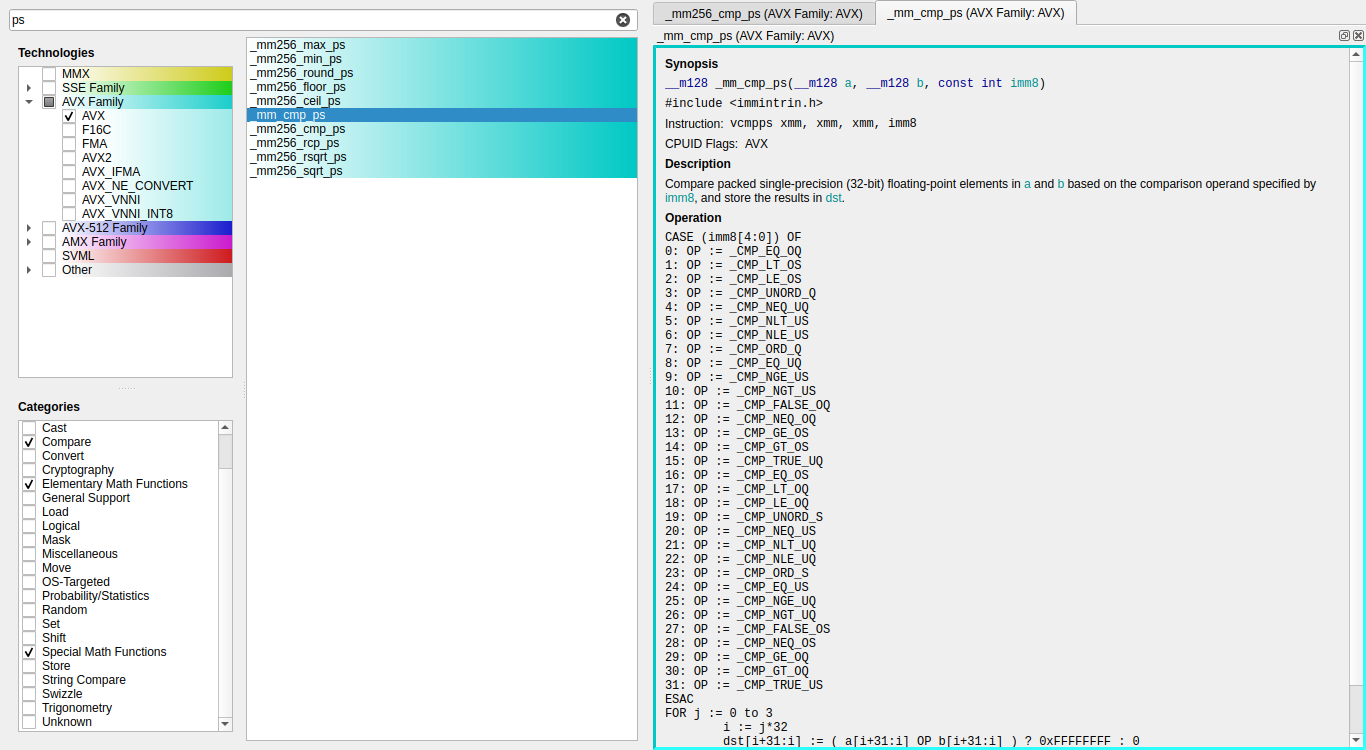 ps
Technologies
MMX
SSE Family
AVX Family
AVX
F16C
FMA
AVX2
AVX_IFMA
AVX_NE_CONVERT
AVX_VNNI
AVX_VNNI_INT8
AVX-512 Family
AMX Family
SVML
Other
Categories
Cast
Compare
Convert
Cryptography
Elementary Math Functions
General Support
Load
Logical
Mask
Miscellaneous
Move
OS-Targeted
Probability/Statistics
Random
Set
Shift
Special Math Functions
Store
String Compare
Swizzle
Trigonometry
Unknown
_mm256_max_ps
_mm256_min_ps
_mm256_round_ps
_mm256_floor_ps
_mm256_ceil_ps
_mm_cmp_ps
_mm256_cmp_ps
_mm256_rcp_ps
_mm256_rsqrt_ps
_mm256_sqrt_ps
_mm256_cmp_ps (AVX Family: AVX)
_mm_cmp_ps (AVX Family: AVX)
_mm_cmp_ps (AVX Family: AVX)
Synopsis
__m128 _mm_cmp_ps(__m128 a, __m128 b, const int imm8)
#include <immintrin.h>
Instruction: vcmpps xmm, xmm, xmm, imm8
CPUID Flags: AVX
Description
Compare packed single-precision (32-bit) floating-point elements in a and b based on the comparison operand specified by
imm8, and store the results in dst.
Operation
CASE (imm8[4:0]) OF
0: OP := _CMP_EQ_OQ
1: OP := _CMP_LT_OS
2: OP := _CMP_LE_OS
3: OP := _CMP_UNORD_Q
4: OP := _CMP_NEQ_UQ
5: OP := _CMP_NLT_US
6: OP := _CMP_NLE_US
7: OP := _CMP_ORD_Q
8: OP := _CMP_EQ_UQ
9: OP := _CMP_NGE_US
10: OP := _CMP_NGT_US
11: OP := _CMP_FALSE_OQ
12: OP := _CMP_NEQ_OQ
13: OP := _CMP_GE_OS
14: OP := _CMP_GT_OS
15: OP := _CMP_TRUE_UQ
16: OP := _CMP_EQ_OS
17: OP := _CMP_LT_OQ
18: OP := _CMP_LE_OQ
19: OP := _CMP_UNORD_S
20: OP := _CMP_NEQ_US
21: OP := _CMP_NLT_UQ
22: OP := _CMP_NLE_UQ
23: OP := _CMP_ORD_S
24: OP := _CMP_EQ_US
25: OP := _CMP_NGE_UQ
26: OP := _CMP_NGT_UQ
27: OP := _CMP_FALSE_OS
28: OP := _CMP_NEQ_OS
29: OP := _CMP_GE_OQ
30: OP := _CMP_GT_OQ
31: OP := _CMP_TRUE_US
ESAC
FOR j := 0 to 3
i := j*32
dst[i+31:i] := ( a[i+31:i] OP b[i+31:i] ) ? 0xFFFFFFFF : 0